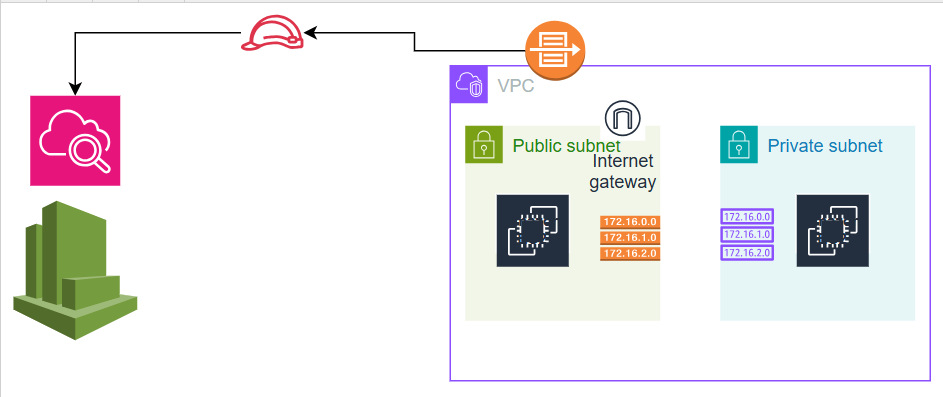 VPC
Public subnet
Internet
gateway
172.16.0.0
172.16.1.0
172.16.2.0
Private subnet
172.16.0.0
172.16.1.0
172.16.2.0